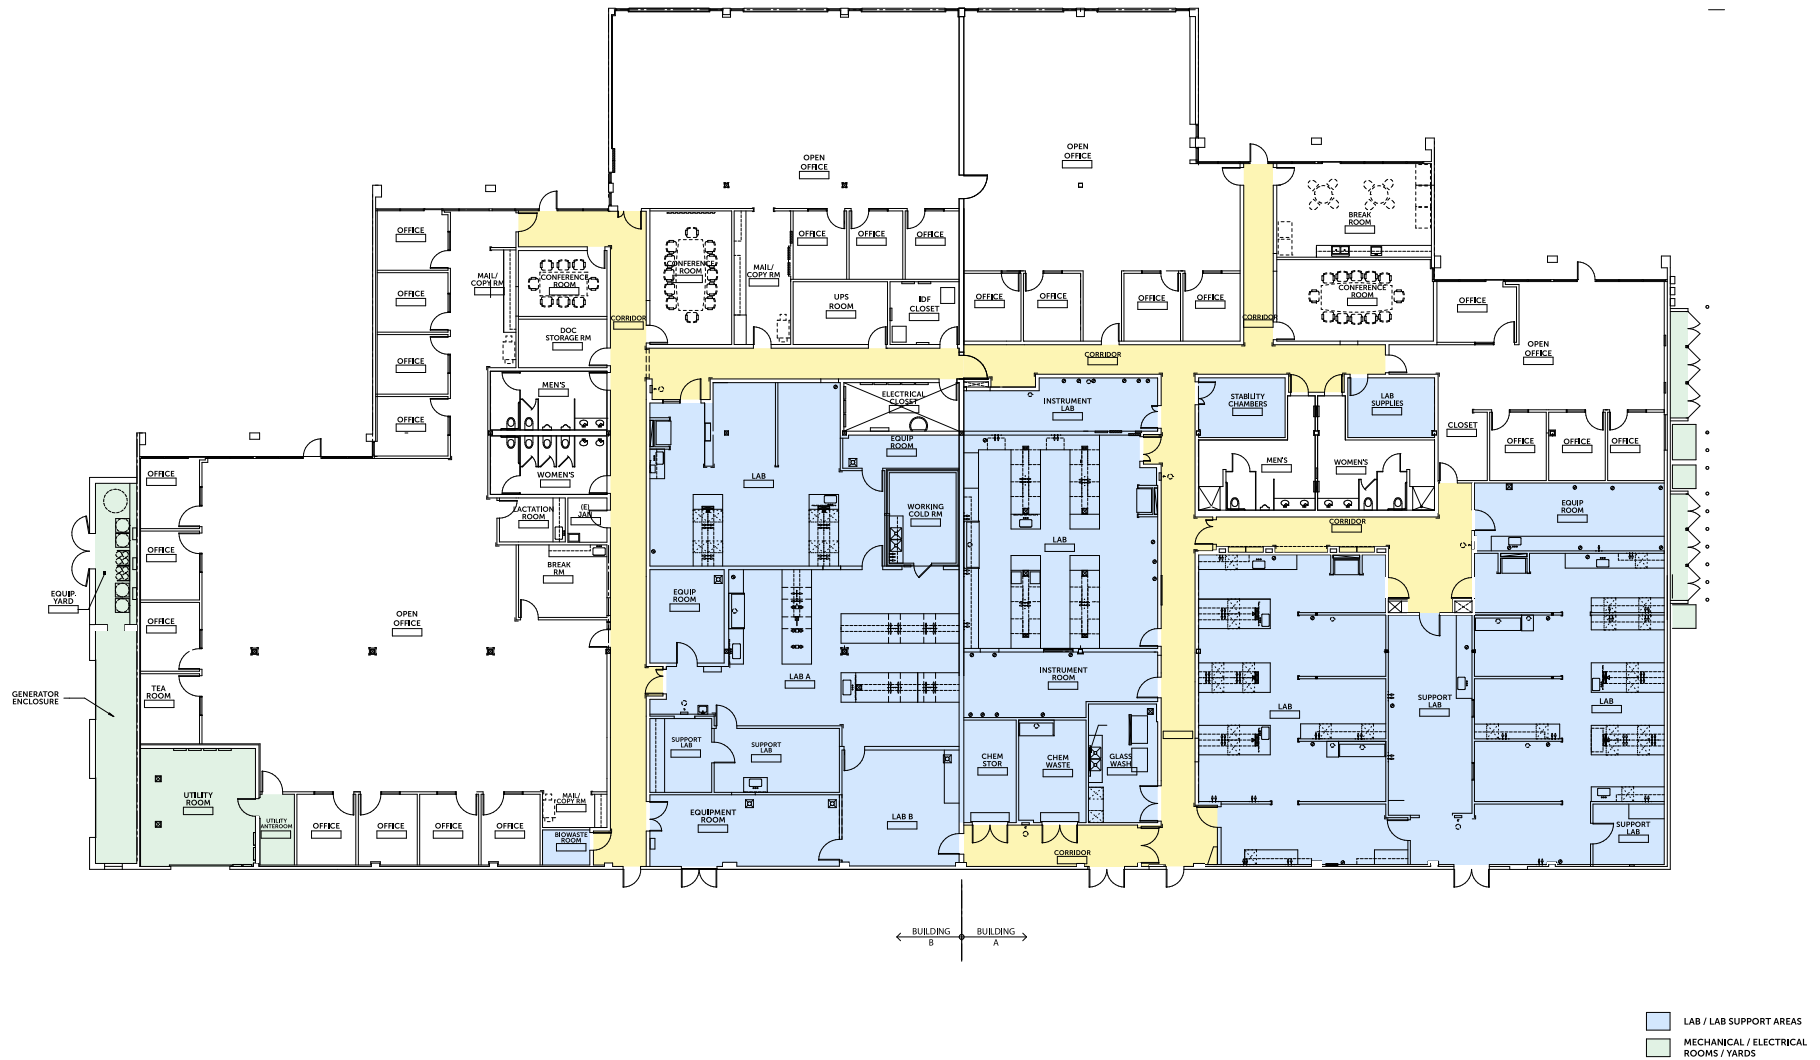 OPEN
OFFICE
OPEN
OFFICE
BREAK
ROOM
OFFICE
OFFICE
OFFICE
OFFICE
MAIL/
COPY RM
CONFERENCE
ROOM
CONFERENCE
ROOM
MAIL/
COPY RM
OFFICE
OFFICE
OFFICE
OFFICE
OFFICE
OFFICE
CONFERENCE
ROOM
OFFICE
UPS
ROOM
IDF
CLOSET
CORRIDOR
CORRIDOR
DOC
STORAGE RM
OPEN
OFFICE
CORRIDOR
OFFICE
OFFICE
MEN'S
ELECTRICAL
CLOSET
INSTRUMENT
LAB
STABILITY
CHAMBERS
LAB
SUPPLIES
CLOSET
OFFICE
OFFICE
OFFICE
EQUIP
ROOM
WOMEN'S
LAB
MEN'S
WOMEN'S
OFFICE
LACTATION
ROOM
(E)
JAN
WORKING
COLD RM
EQUIP
ROOM
CORRIDOR
LAB
OFFICE
BREAK
RM
EQUIP.
YARD
EQUIP
ROOM
OPEN
OFFICE
OFFICE
LAB A
INSTRUMENT
ROOM
TEA
ROOM
GENERATOR
ENCLOSURE
SUPPORT
LAB
LAB
LAB
SUPPORT
LAB
SUPPORT
LAB
CHEM
STOR
CHEM
WASTE
GLASS
WASH
UTILITY
ROOM
MAIL/
COPY RM
UTILITY
ANTEROOM
OFFICE
OFFICE
OFFICE
OFFICE
BIOWASTE
ROOM
EQUIPMENT
ROOM
LAB B
SUPPORT
LAB
CORRIDOR
BUILDING
B
BUILDING
A
LAB / LAB SUPPORT AREAS
MECHANICAL / ELECTRICAL
ROOMS / YARDS